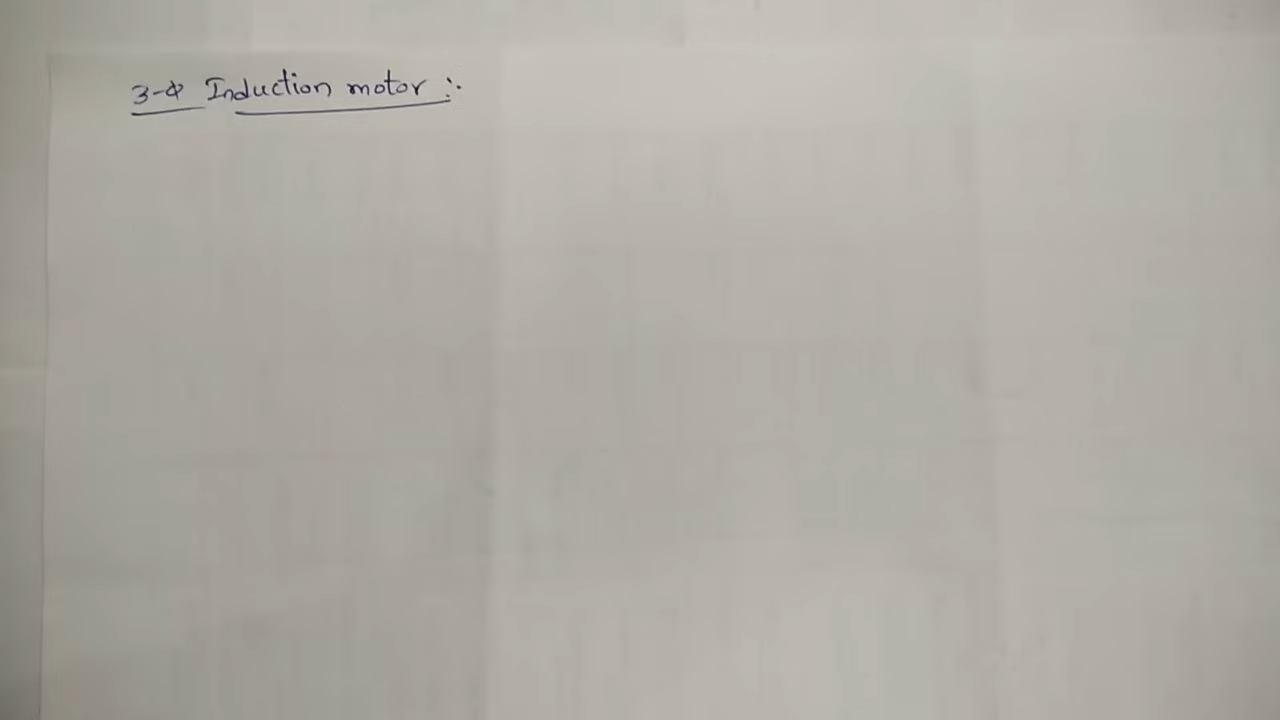 3-Φ Induction motor :-